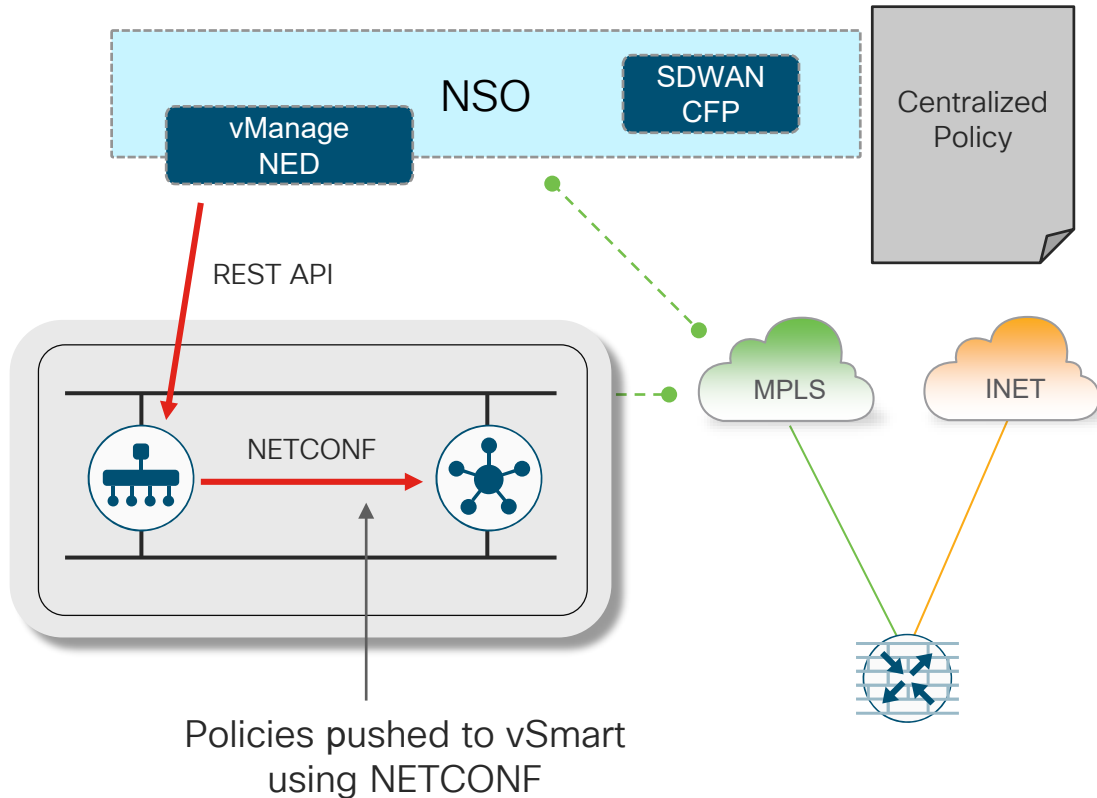 NSO
SDWAN
CFP
vManage
NED
Centralized
Policy
REST API
MPLS
INET
NETCONF
Policies pushed to vSmart
using NETCONF